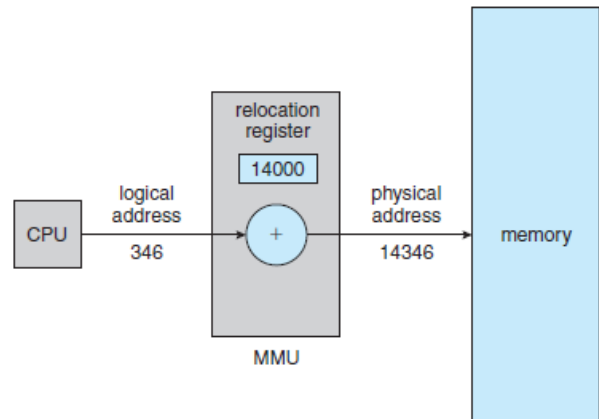 relocation
register
14000
logical
address
346
CPU
+
physical
address
14346
memory
MMU